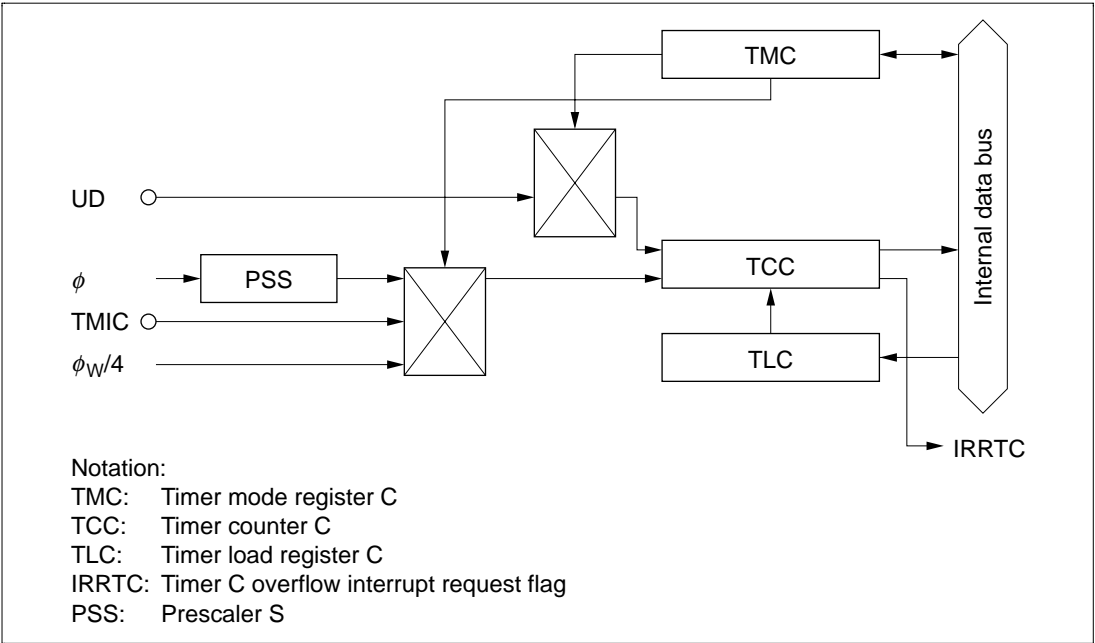 TMC
UD
TCC
Internal data bus
ϕ
PSS
TMIC
ϕW/4
TLC
IRRTC
Notation:
TMC: Timer mode register C
TCC: Timer counter C
TLC: Timer load register C
IRRTC: Timer C overflow interrupt request flag
PSS: Prescaler S